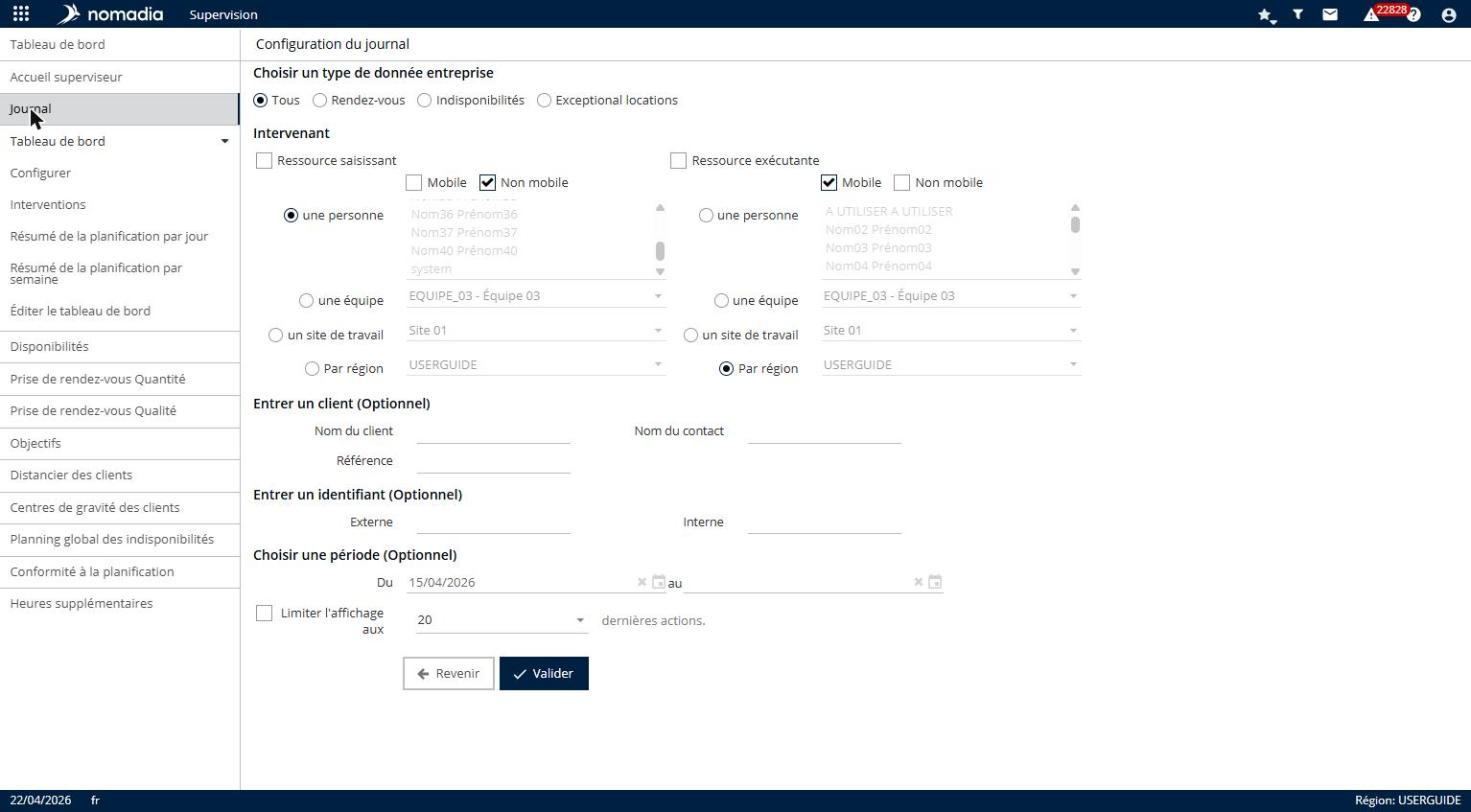 nomadia Supervision 22828
Tableau de bord
Accueil superviseur
Journal
Tableau de bord
Configurer
Interventions
Résumé de la planification par jour
Résumé de la planification par
semaine
Éditer le tableau de bord
Disponibilités
Prise de rendez-vous Quantité
Prise de rendez-vous Qualité
Objectifs
Distancier des clients
Centres de gravité des clients
Planning global des indisponibilités
Conformité à la planification
Heures supplémentaires
Configuration du journal
Choisir un type de donnée entreprise
Tous Rendez-vous Indisponibilités Exceptional locations
Intervenant
Ressource saisissant
Mobile Non mobile
une personne
Nom36 Prénom36
Nom37 Prénom37
Nom40 Prénom40
system
une équipe EQUIPE_03 - Équipe 03
un site de travail Site 01
Par région USERGUIDE
Ressource exécutante
Mobile Non mobile
une personne
A UTILISER A UTILISER
Nom02 Prénom02
Nom03 Prénom03
Nom04 Prénom04
une équipe EQUIPE_03 - Équipe 03
un site de travail Site 01
Par région USERGUIDE
Entrer un client (Optionnel)
Nom du client Nom du contact
Référence
Entrer un identifiant (Optionnel)
Externe Interne
Choisir une période (Optionnel)
Du 15/04/2026 au
Limiter l'affichage
aux
20 dernières actions.
Revenir Valider
22/04/2026 fr Région: USERGUIDE